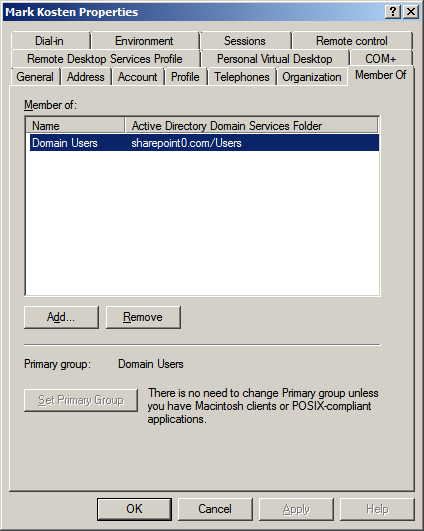 Mark Kosten Properties
Dial-in Environment Sessions Remote control
Remote Desktop Services Profile Personal Virtual Desktop COM+
General Address Account Profile Telephones Organization Member Of
Member of:
Name Active Directory Domain Services Folder
Domain Users sharepoint0.com/Users
Add... Remove
Primary group: Domain Users
Set Primary Group
There is no need to change Primary group unless
you have Macintosh clients or POSIX-compliant
applications.
OK Cancel Apply Help